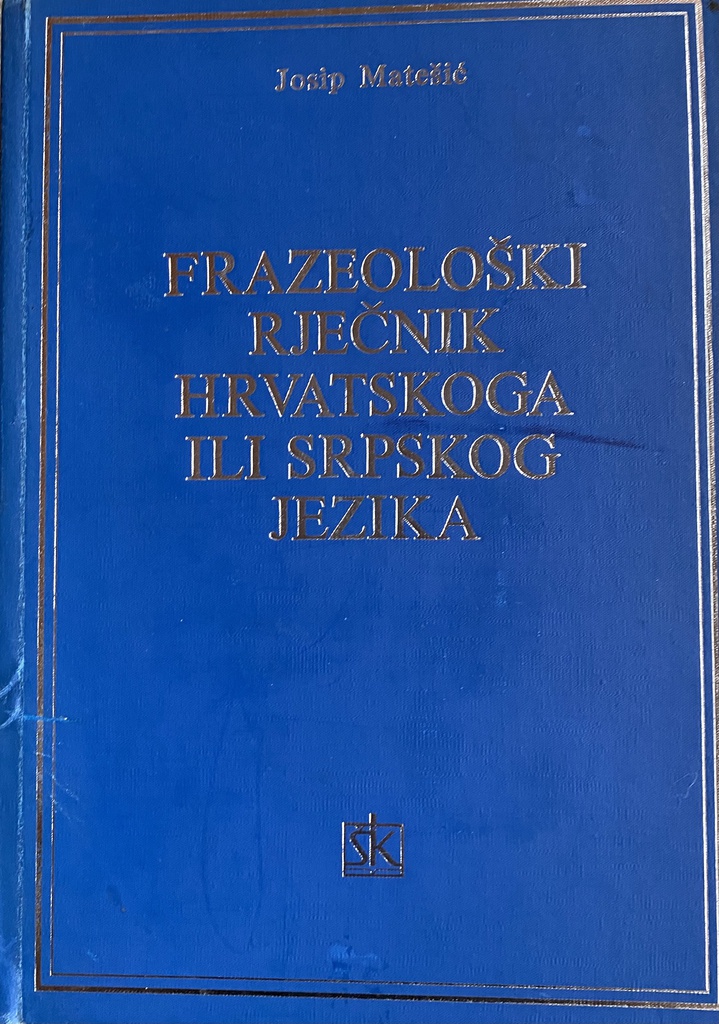 Josip Matešić
FRAZEOLOŠKI
RJEČNIK
HRVATSKOGA
ILI SRPSKOG
JEZIKA
ŠK